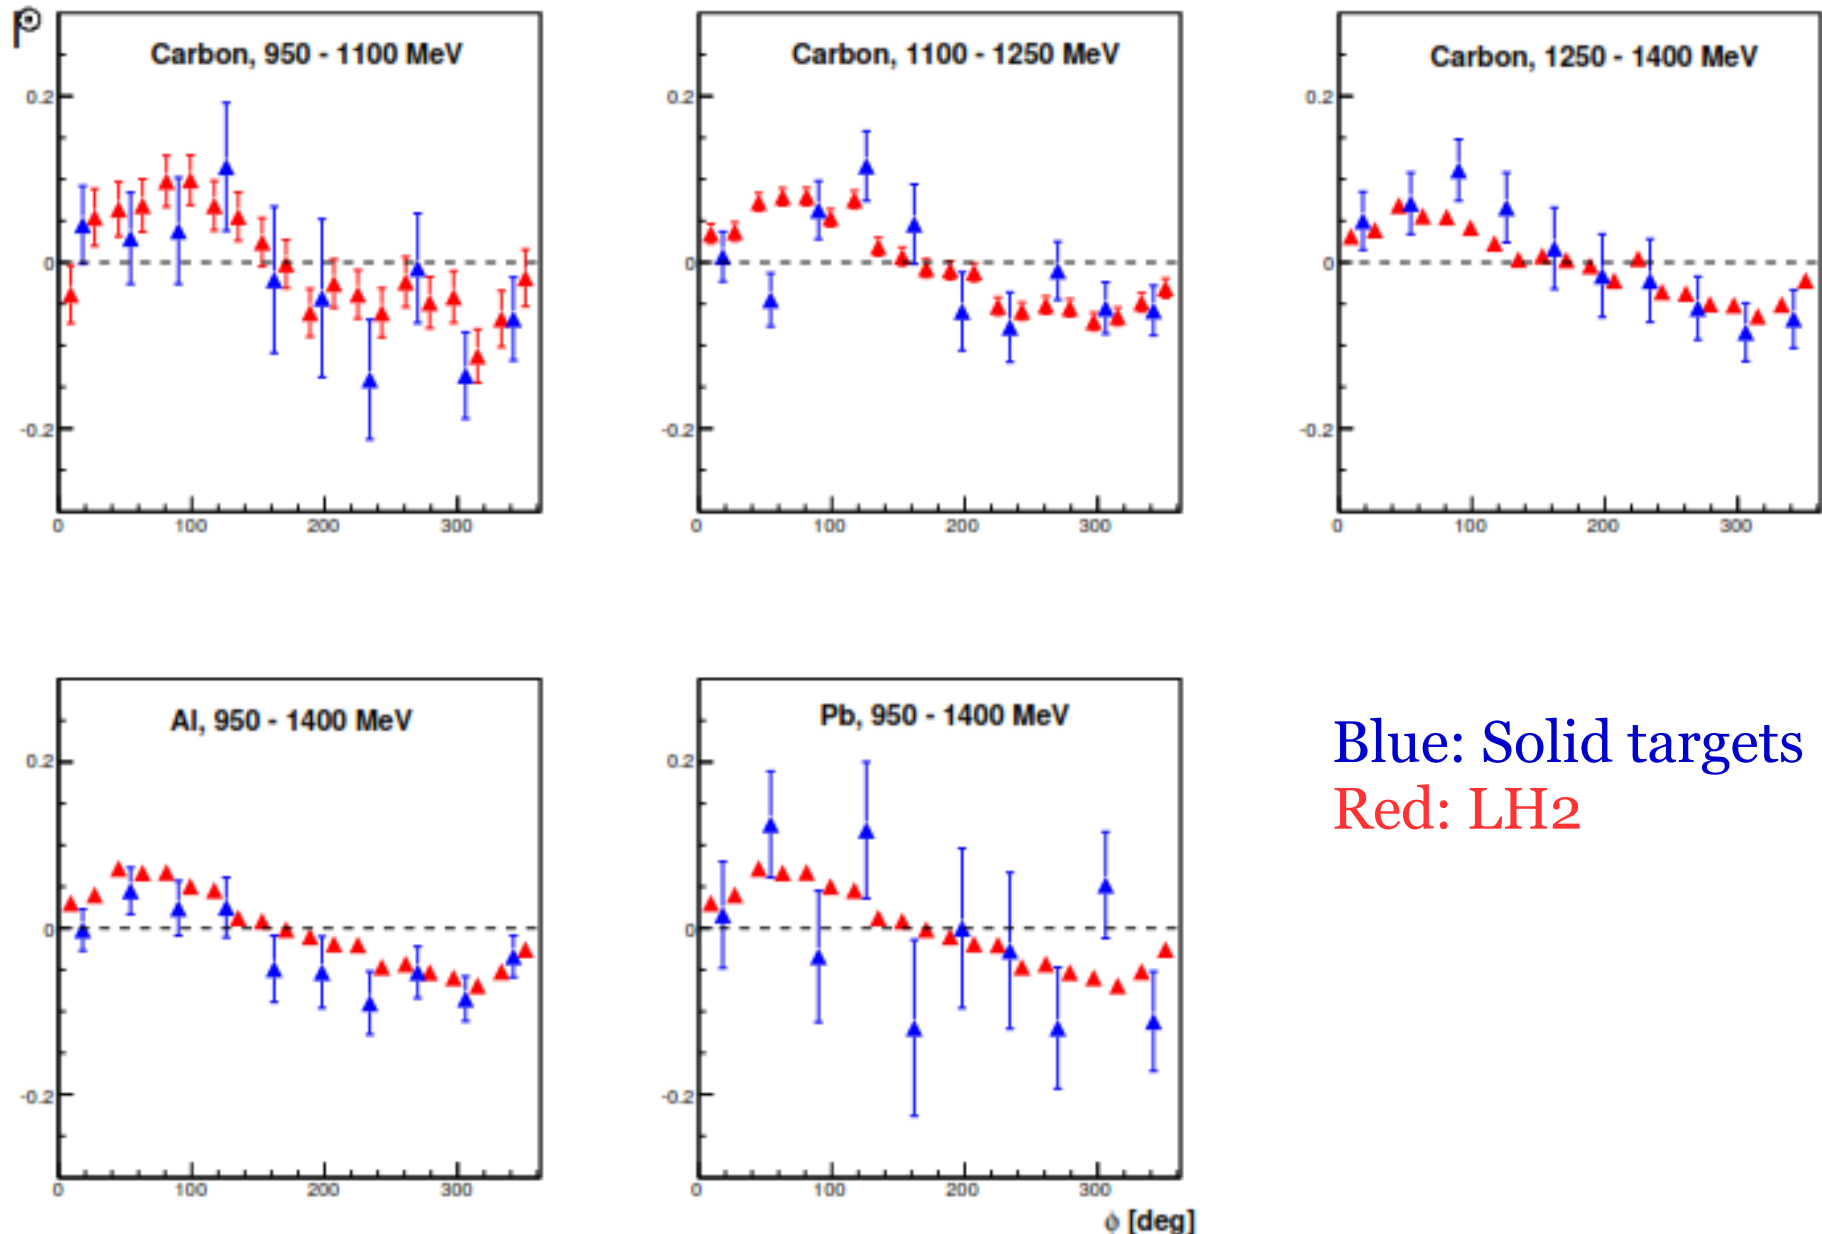 I⊙
Carbon, 950 - 1100 MeV
Carbon, 1100 - 1250 MeV
Carbon, 1250 - 1400 MeV
0.2
0
-0.2
0 100 200 300
0.2
0
-0.2
0 100 200 300
0.2
0
-0.2
0 100 200 300
Al, 950 - 1400 MeV
Pb, 950 - 1400 MeV
0.2
0
-0.2
0 100 200 300
0.2
0
-0.2
0 100 200 300
ϕ [deg]
Blue: Solid targets
Red: LH2